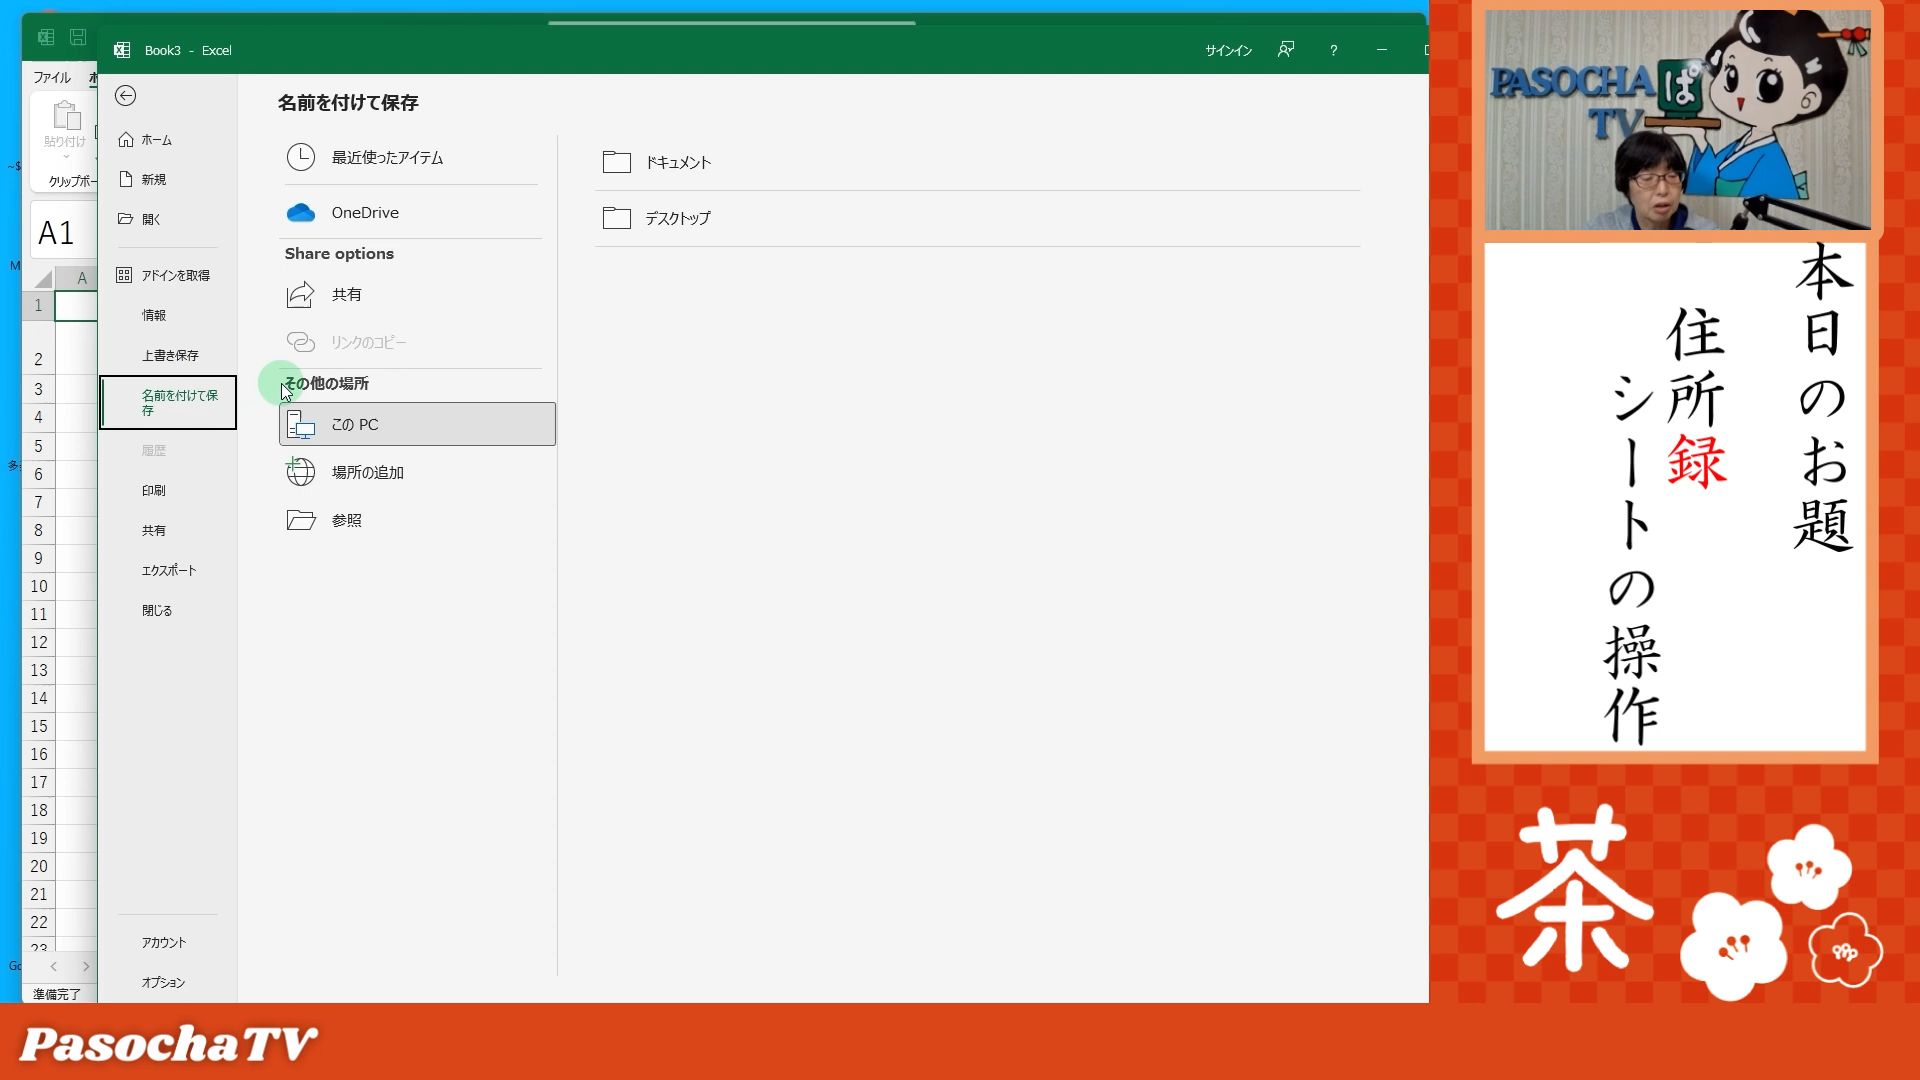 Book3 - Excel
サインイン
?
ファイル
貼り付け
クリップボー
A1
A
1
2
3
4
5
6
7
8
9
10
11
12
13
14
15
16
17
18
19
20
21
22
23
準備完了
ホーム
新規
開く
アドインを取得
情報
上書き保存
名前を付けて保
存
履歴
印刷
共有
エクスポート
閉じる
アカウント
オプション
名前を付けて保存
最近使ったアイテム
OneDrive
Share options
共有
リンクのコピー
その他の場所
この PC
場所の追加
参照
ドキュメント
デスクトップ
PASOCHA
TV
ぱ
本日のお題
住所録
シートの操作
茶
PasochaTV